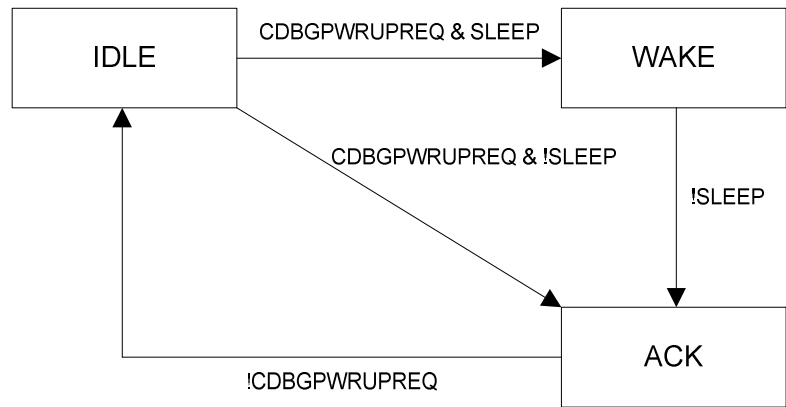 CDBGPWRUPREQ & SLEEP
IDLE
WAKE
CDBGPWRUPREQ & !SLEEP
!SLEEP
ACK
!CDBGPWRUPREQ